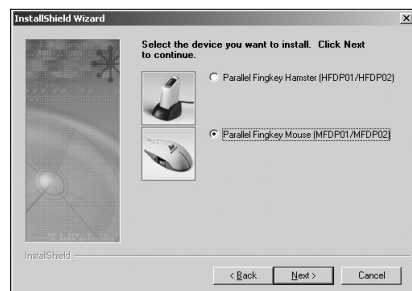 InstallShield Wizard
Select the device you want to install. Click Next
to continue.
Parallel Fingkey Hamster (HFDP01/HFDP02)
Parallel Fingkey Mouse (MFDP01/MFDP02)
InstallShield
< Back
Next >
Cancel